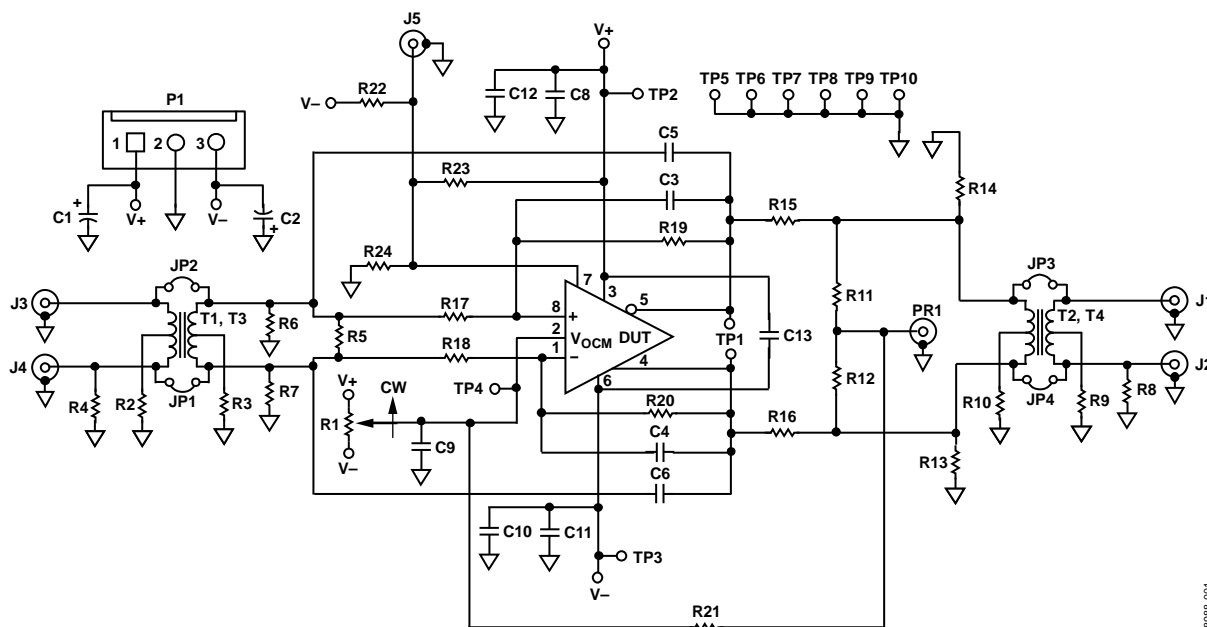 J5
V+
V–
R22
C12
C8
TP2
TP5
TP6
TP7
TP8
TP9
TP10
P1
1
2
3
C5
R23
C3
R14
C1
+
V+
V–
C2
+
R15
R19
R24
JP2
7
3
JP3
J3
T1, T3
R6
R17
8
+
5
R11
PR1
T2, T4
J1
R5
2
VOCM
DUT
TP1
C13
J4
R18
1
–
4
R12
J2
V+
CW
TP4
6
R4
R2
JP1
R3
R7
R20
R10
JP4
R9
R8
R1
C9
R16
V–
C4
R13
C6
C10
C11
TP3
V–
R21